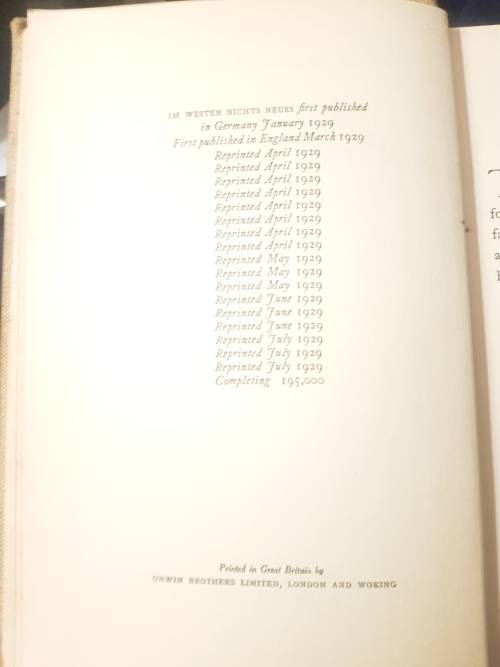 IM WESTEN NICHTS NEUES first published
in Germany January 1929
First published in England March 1929
Reprinted April 1929
Reprinted April 1929
Reprinted April 1929
Reprinted April 1929
Reprinted April 1929
Reprinted April 1929
Reprinted April 1929
Reprinted April 1929
Reprinted May 1929
Reprinted May 1929
Reprinted May 1929
Reprinted June 1929
Reprinted June 1929
Reprinted June 1929
Reprinted July 1929
Reprinted July 1929
Reprinted July 1929
Completing 195,000
Printed in Great Britain by
UNWIN BROTHERS LIMITED, LONDON AND WOKING